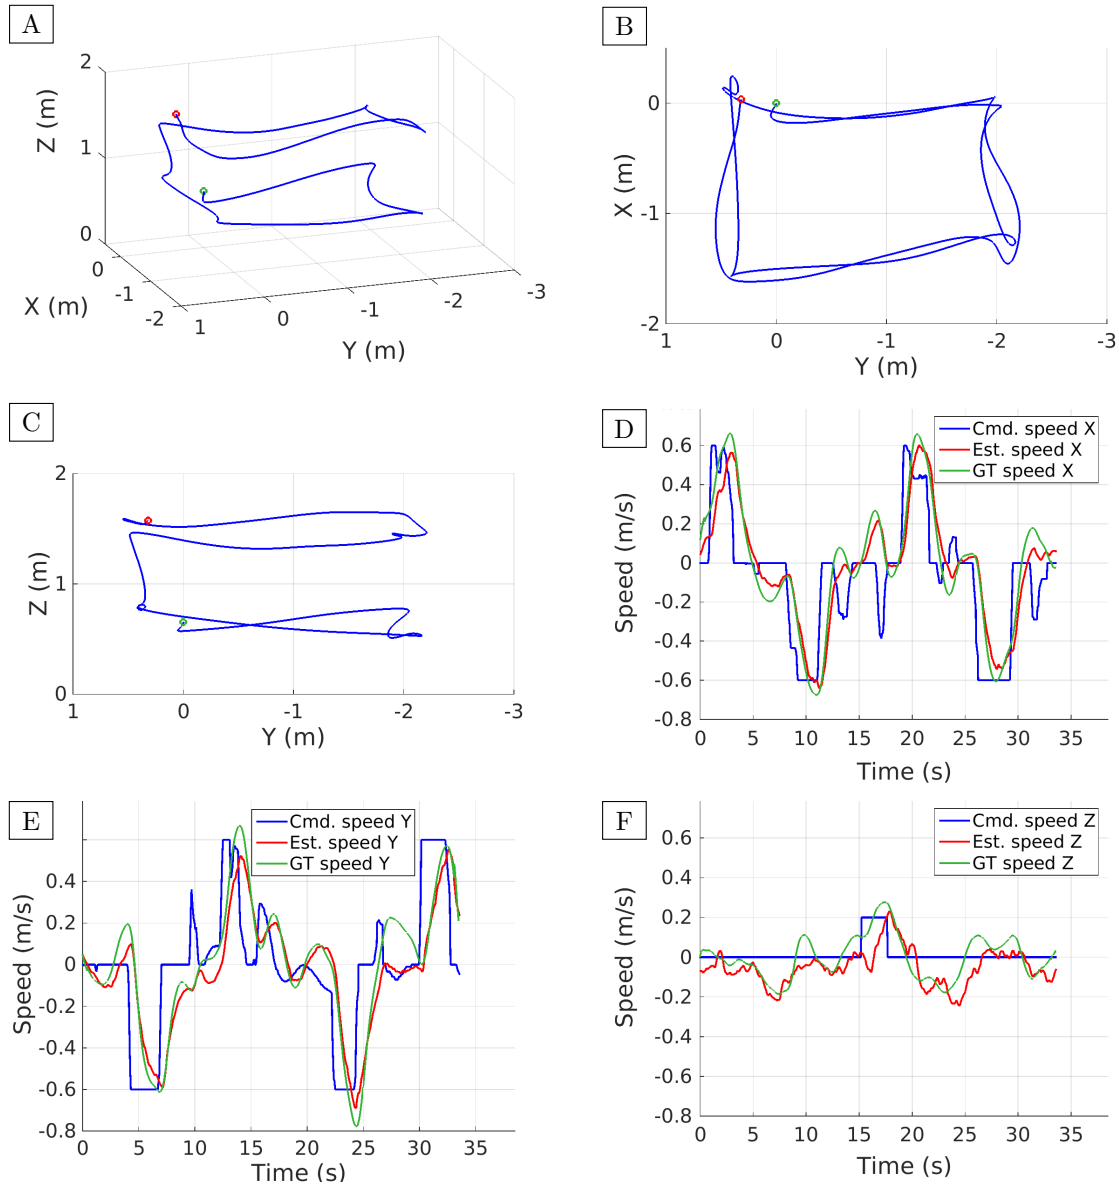 A
2
1
0
Z (m)
0
-1
-2
X (m)
1
0
-1
-2
-3
Y (m)
B
0
-1
-2
X (m)
1
0
-1
-2
-3
Y (m)
C
2
1
0
Z (m)
1
0
-1
-2
-3
Y (m)
D
Cmd. speed X
Est. speed X
GT speed X
0.6
0.4
0.2
0
-0.2
-0.4
-0.6
-0.8
Speed (m/s)
0 5 10 15 20 25 30 35
Time (s)
E
Cmd. speed Y
Est. speed Y
GT speed Y
0.4
0.2
0
-0.2
-0.4
-0.6
-0.8
Speed (m/s)
0 5 10 15 20 25 30 35
Time (s)
F
Cmd. speed Z
Est. speed Z
GT speed Z
0.6
0.4
0.2
0
-0.2
-0.4
-0.6
-0.8
Speed (m/s)
0 5 10 15 20 25 30 35
Time (s)